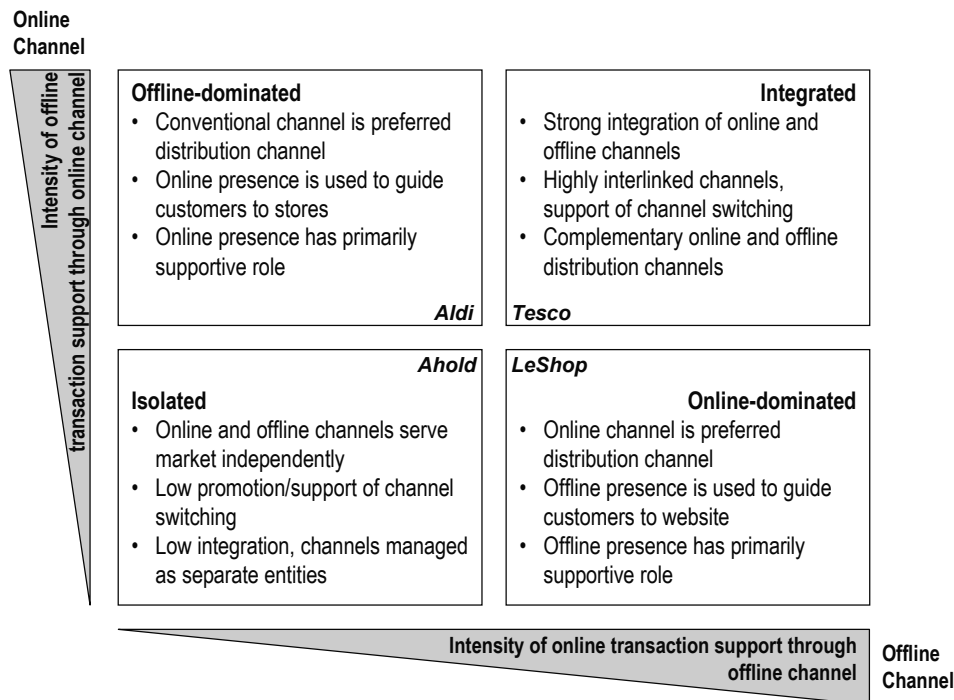 Online
Channel
Intensity of offline
transaction support through online channel
Offline-dominated
• Conventional channel is preferred
distribution channel
• Online presence is used to guide
customers to stores
• Online presence has primarily
supportive role
Aldi
Integrated
• Strong integration of online and
offline channels
• Highly interlinked channels,
support of channel switching
• Complementary online and offline
distribution channels
Tesco
Ahold
Isolated
• Online and offline channels serve
market independently
• Low promotion/support of channel
switching
• Low integration, channels managed
as separate entities
LeShop
Online-dominated
• Online channel is preferred
distribution channel
• Offline presence is used to guide
customers to website
• Offline presence has primarily
supportive role
Intensity of online transaction support through
offline channel
Offline
Channel